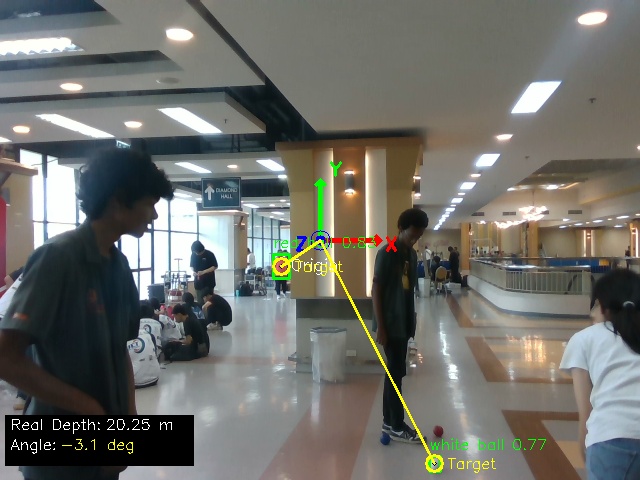 DIAMOND
HALL
Y
Z
X
Target
white ball 0.77
Target
Real Depth: 20.25 m
Angle: -3.1 deg